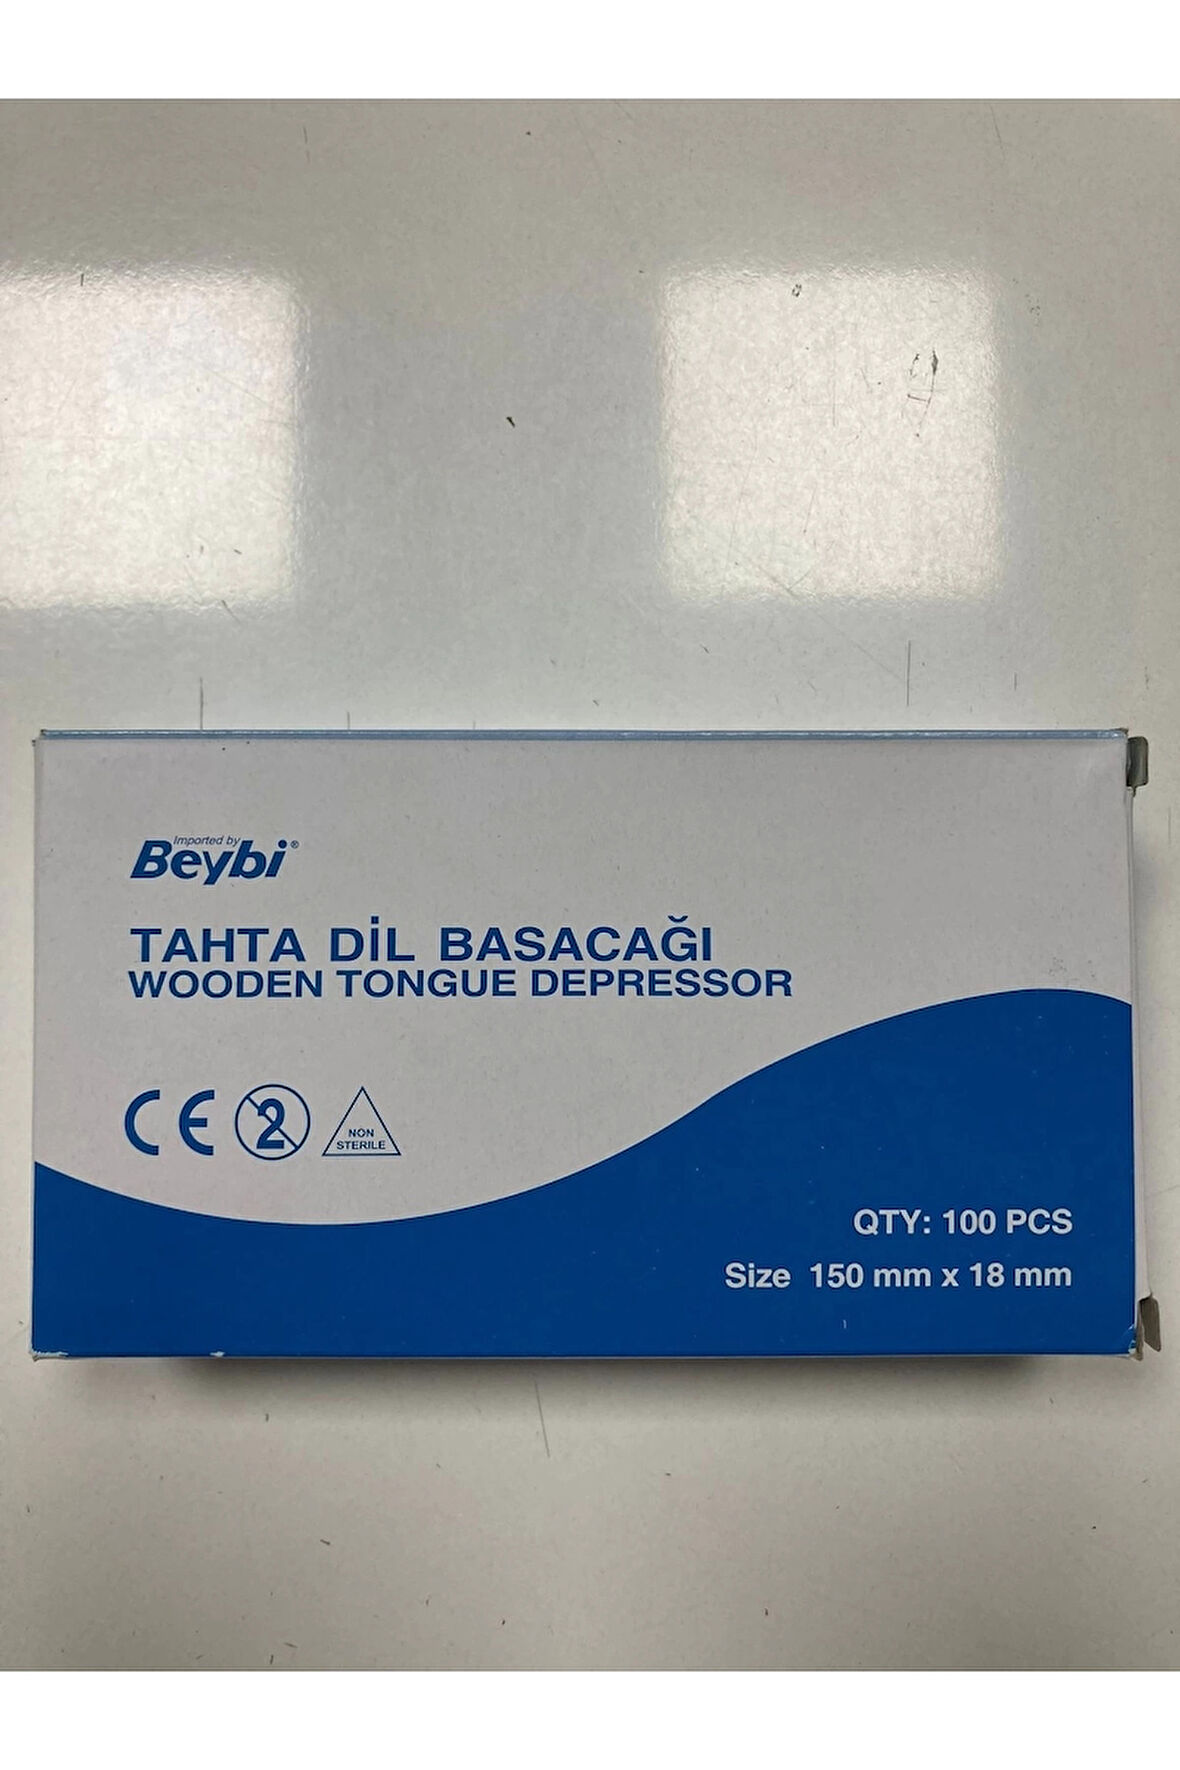 Imported by
Beybi®
TAHTA DİL BASACAĞI
WOODEN TONGUE DEPRESSOR
CE 2 NON
STERILE
QTY: 100 PCS
Size 150 mm x 18 mm